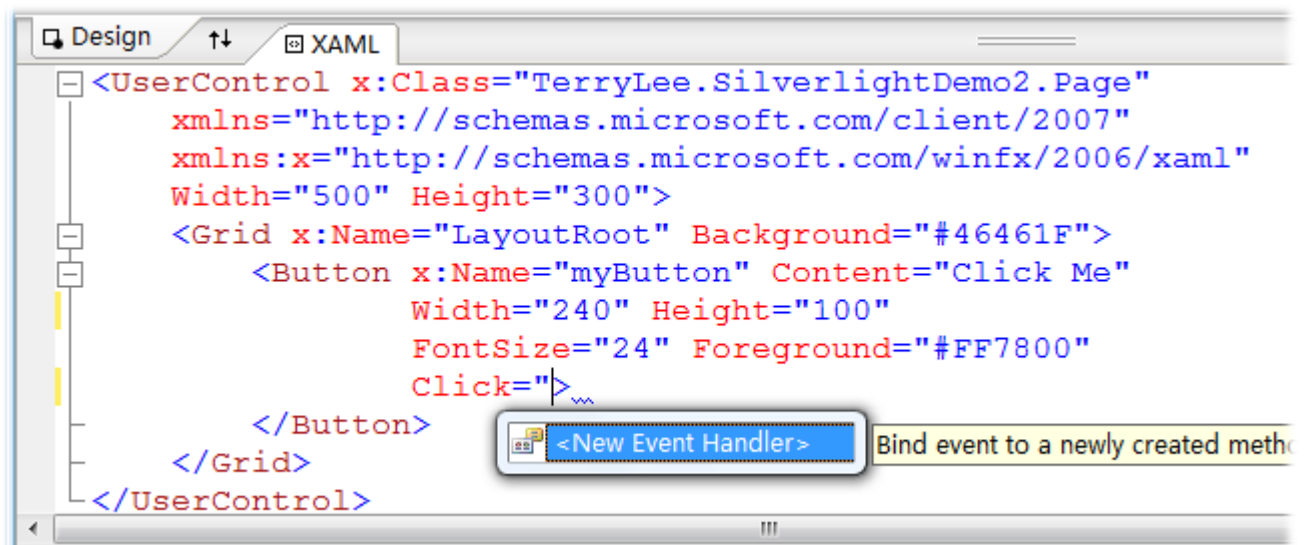 Design XAML
<UserControl x:Class="TerryLee.SilverlightDemo2.Page"
xmlns="http://schemas.microsoft.com/client/2007"
xmlns:x="http://schemas.microsoft.com/winfx/2006/xaml"
Width="500" Height="300">
<Grid x:Name="LayoutRoot" Background="#46461F">
<Button x:Name="myButton" Content="Click Me"
Width="240" Height="100"
FontSize="24" Foreground="#FF7800"
Click=">
</Button>
<New Event Handler> Bind event to a newly created metho
</Grid>
</UserControl>